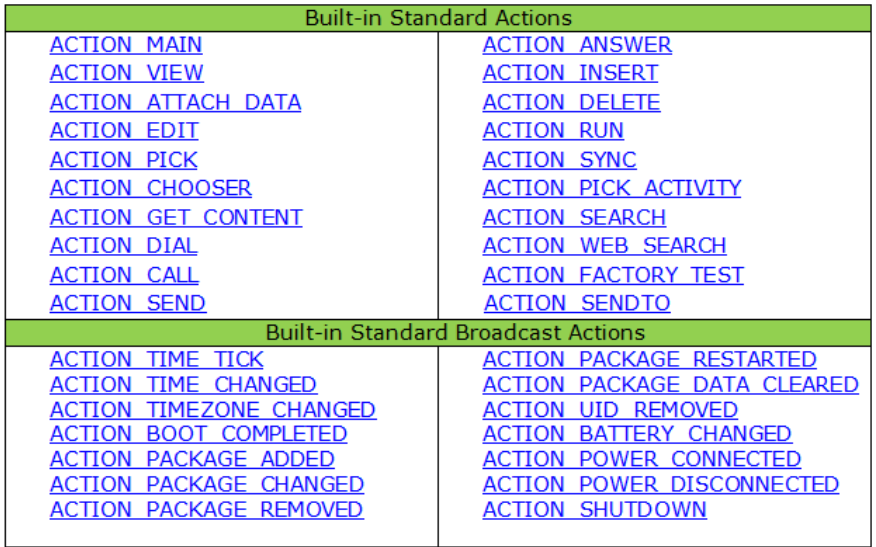 Built-in Standard Actions
ACTION_MAIN
ACTION_VIEW
ACTION_ATTACH_DATA
ACTION_EDIT
ACTION_PICK
ACTION_CHOOSER
ACTION_GET_CONTENT
ACTION_DIAL
ACTION_CALL
ACTION_SEND
ACTION_ANSWER
ACTION_INSERT
ACTION_DELETE
ACTION_RUN
ACTION_SYNC
ACTION_PICK_ACTIVITY
ACTION_SEARCH
ACTION_WEB_SEARCH
ACTION_FACTORY_TEST
ACTION_SENDTO
Built-in Standard Broadcast Actions
ACTION_TIME_TICK
ACTION_TIME_CHANGED
ACTION_TIMEZONE_CHANGED
ACTION_BOOT_COMPLETED
ACTION_PACKAGE_ADDED
ACTION_PACKAGE_CHANGED
ACTION_PACKAGE_REMOVED
ACTION_PACKAGE_RESTARTED
ACTION_PACKAGE_DATA_CLEARED
ACTION_UID_REMOVED
ACTION_BATTERY_CHANGED
ACTION_POWER_CONNECTED
ACTION_POWER_DISCONNECTED
ACTION_SHUTDOWN